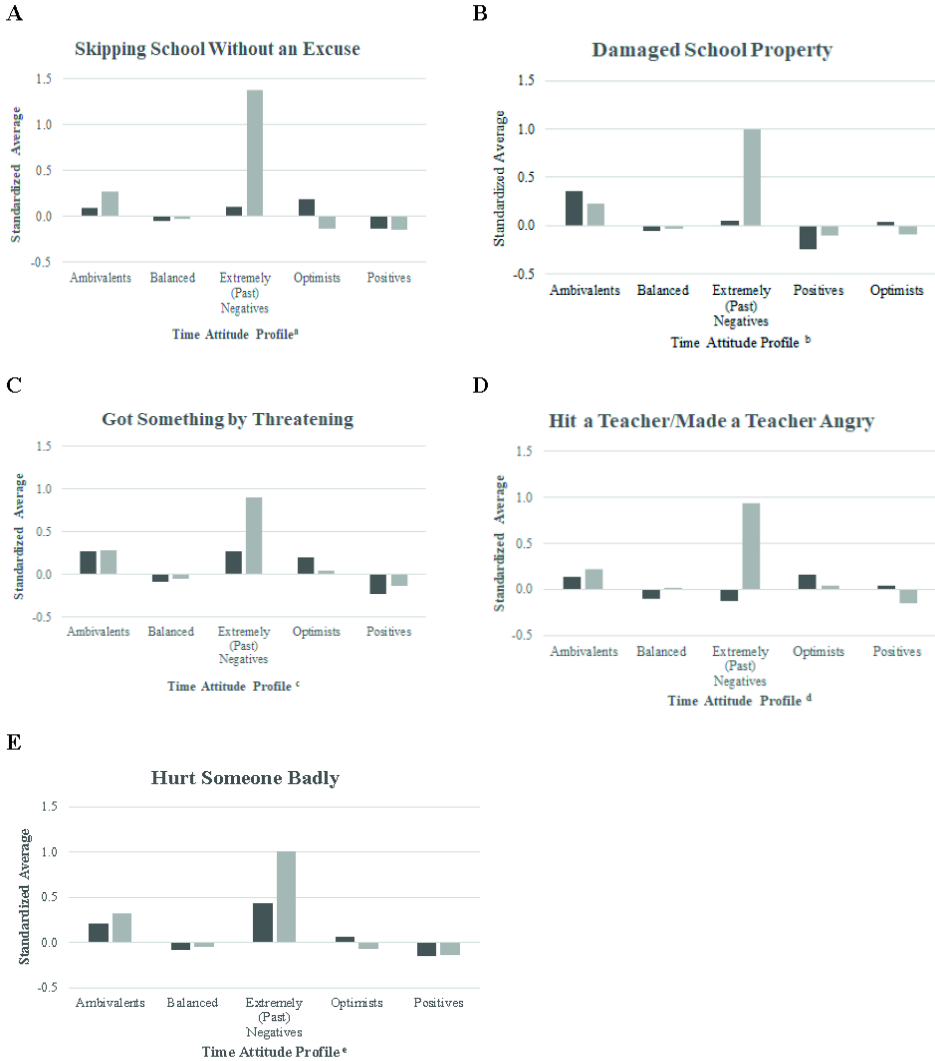 A
Skipping School Without an Excuse
Standardized Average
1.5
1.0
0.5
0.0
-0.5
Ambivalents Balanced Extremely Optimists Positives
(Past)
Negatives
Time Attitude Profileᵃ
B
Damaged School Property
Standardized Average
1.5
1.0
0.5
0.0
-0.5
Ambivalents Balanced Extremely Positives Optimists
(Past)
Negatives
Time Attitude Profile ᵇ
C
Got Something by Threatening
Standardized Average
1.5
1.0
0.5
0.0
-0.5
Ambivalents Balanced Extremely Optimists Positives
(Past)
Negatives
Time Attitude Profile ᶜ
D
Hit a Teacher/Made a Teacher Angry
Standardized Average
1.5
1.0
0.5
0.0
-0.5
Ambivalents Balanced Extremely Optimists Positives
(Past)
Negatives
Time Attitude Profile ᵈ
E
Hurt Someone Badly
Standardized Average
1.5
1.0
0.5
0.0
-0.5
Ambivalents Balanced Extremely Optimists Positives
(Past)
Negatives
Time Attitude Profile ᵉ